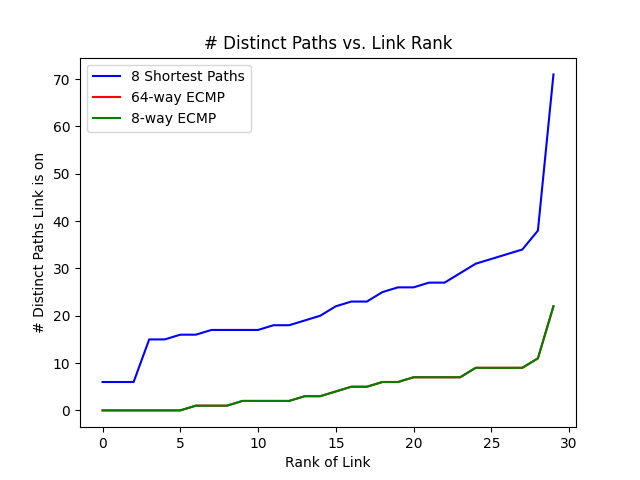 # Distinct Paths vs. Link Rank
8 Shortest Paths
64-way ECMP
8-way ECMP
# Distinct Paths Link is on
70
60
50
40
30
20
10
0
0 5 10 15 20 25 30
Rank of Link